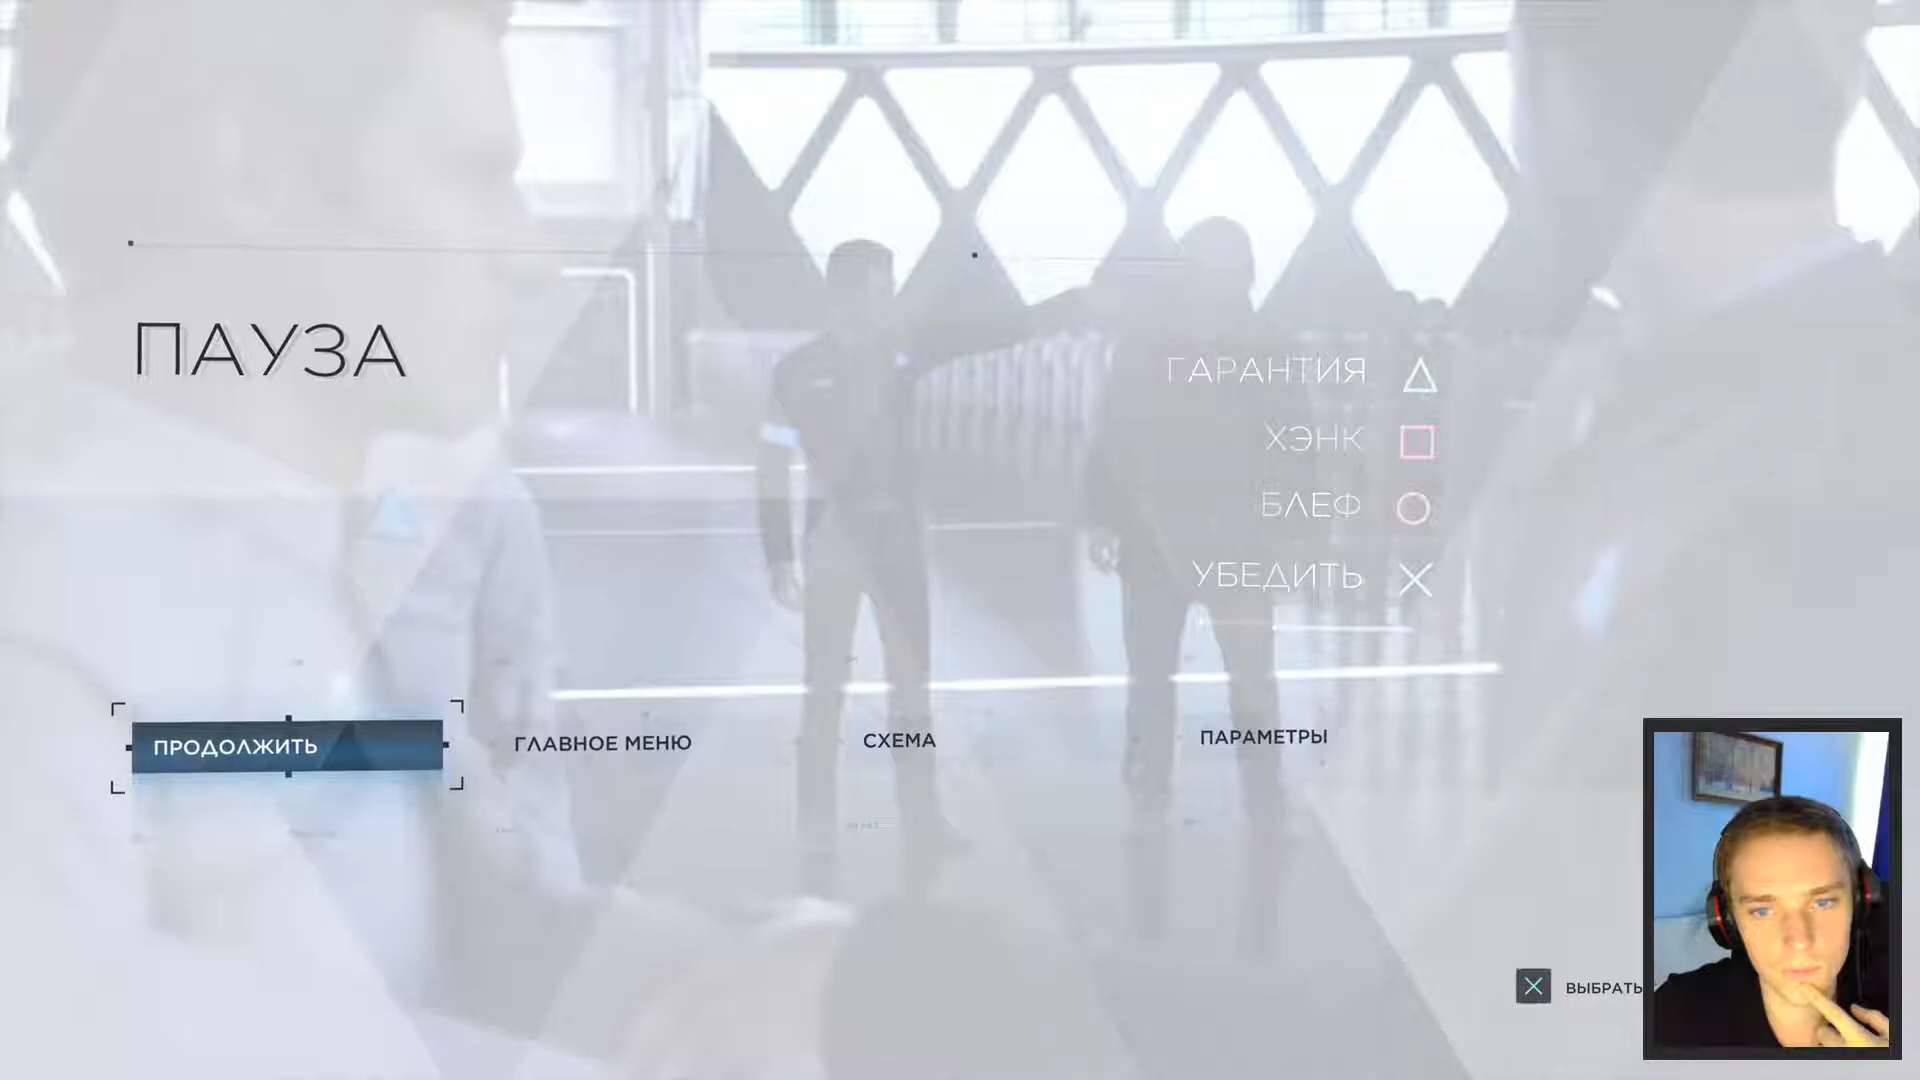 ПАУЗА
ГАРАНТИЯ
ХЭНК
БЛЕФ
УБЕДИТЬ
ПРОДОЛЖИТЬ
ГЛАВНОЕ МЕНЮ
СХЕМА
ПАРАМЕТРЫ
ВЫБРАТЬ